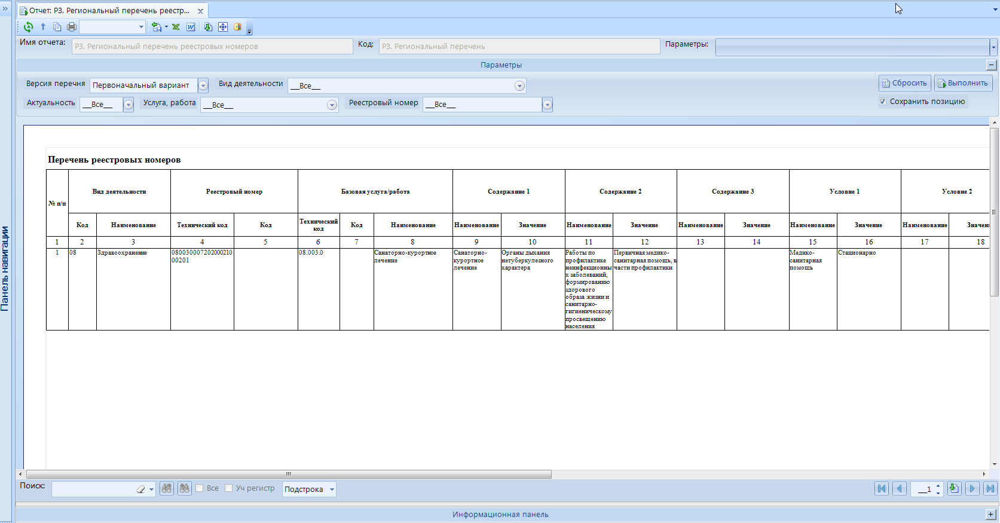 Отчет: РЗ. Региональный перечень реестр...
Имя отчета: РЗ. Региональный перечень реестровых номеров Код: РЗ. Региональный перечень Параметры:
Параметры
Версия перечня Первоначальный вариант Вид деятельности __Все__ Сбросить Выполнить
Актуальность __Все__ Услуга, работа __Все__ Реестровый номер __Все__ Сохранить позицию
Панель навигации
Перечень реестровых номеров
№ п/п Вид деятельности Реестровый номер Базовая услуга/работа Содержание 1 Содержание 2 Содержание 3 Условие 1 Условие 2
Код Наименование Технический код Код Технический код Код Наименование Наименование Значение Наименование Значение Наименование Значение Наименование Значение Наименование Значен
1 2 3 4 5 6 7 8 9 10 11 12 13 14 15 16 17 18
1 08 Здравоохранение 080030007202000210 08.003.0 Санаторно-курортное Санаторно- Органы дыхания Работы по Первичная медико- Медико- Стационарно
00201 лечение курортное нетуберкулезного профилактике санитарная помощь, в санитарная
лечение характера неинфекционны части профилактики помощь
х заболеваний,
формированию
здорового
образа жизни и
санитарно-
гигиеническому
просвещению
населения
Поиск: Все Уч регистр Подстрока __1
Информационная панель